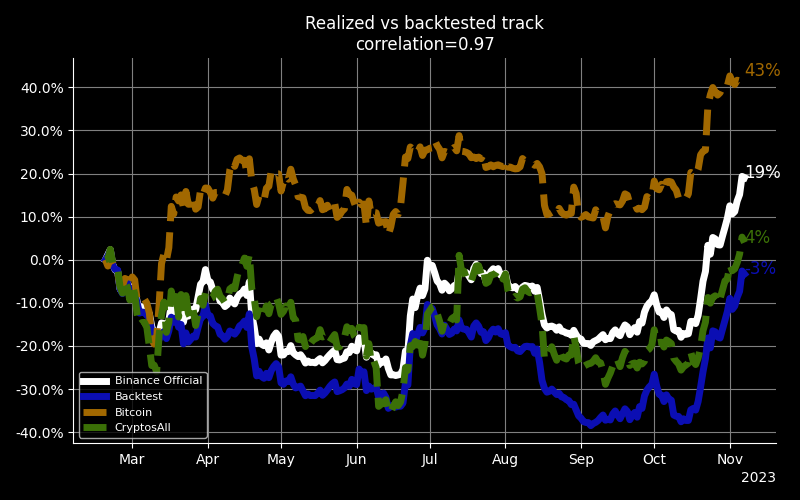 Realized vs backtested track
correlation=0.97
43%
40.0%
30.0%
20.0%
19%
10.0%
4%
0.0%
-3%
-10.0%
-20.0%
-30.0%
-40.0%
Binance Official
Backtest
Bitcoin
CryptosAll
Mar Apr May Jun Jul Aug Sep Oct Nov
2023